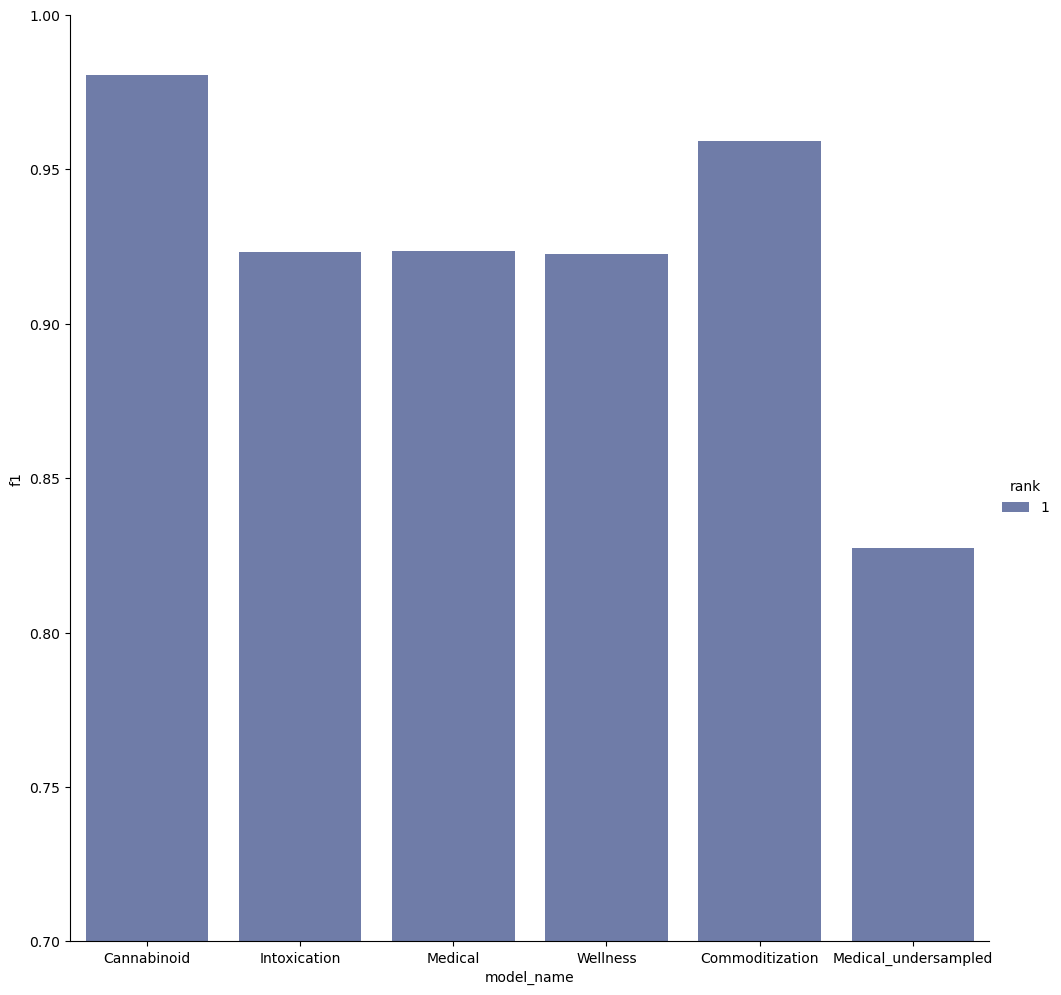 1.00
0.95
0.90
0.85
0.80
0.75
0.70
f1
Cannabinoid Intoxication Medical Wellness Commoditization Medical_undersampled
model_name
rank
1